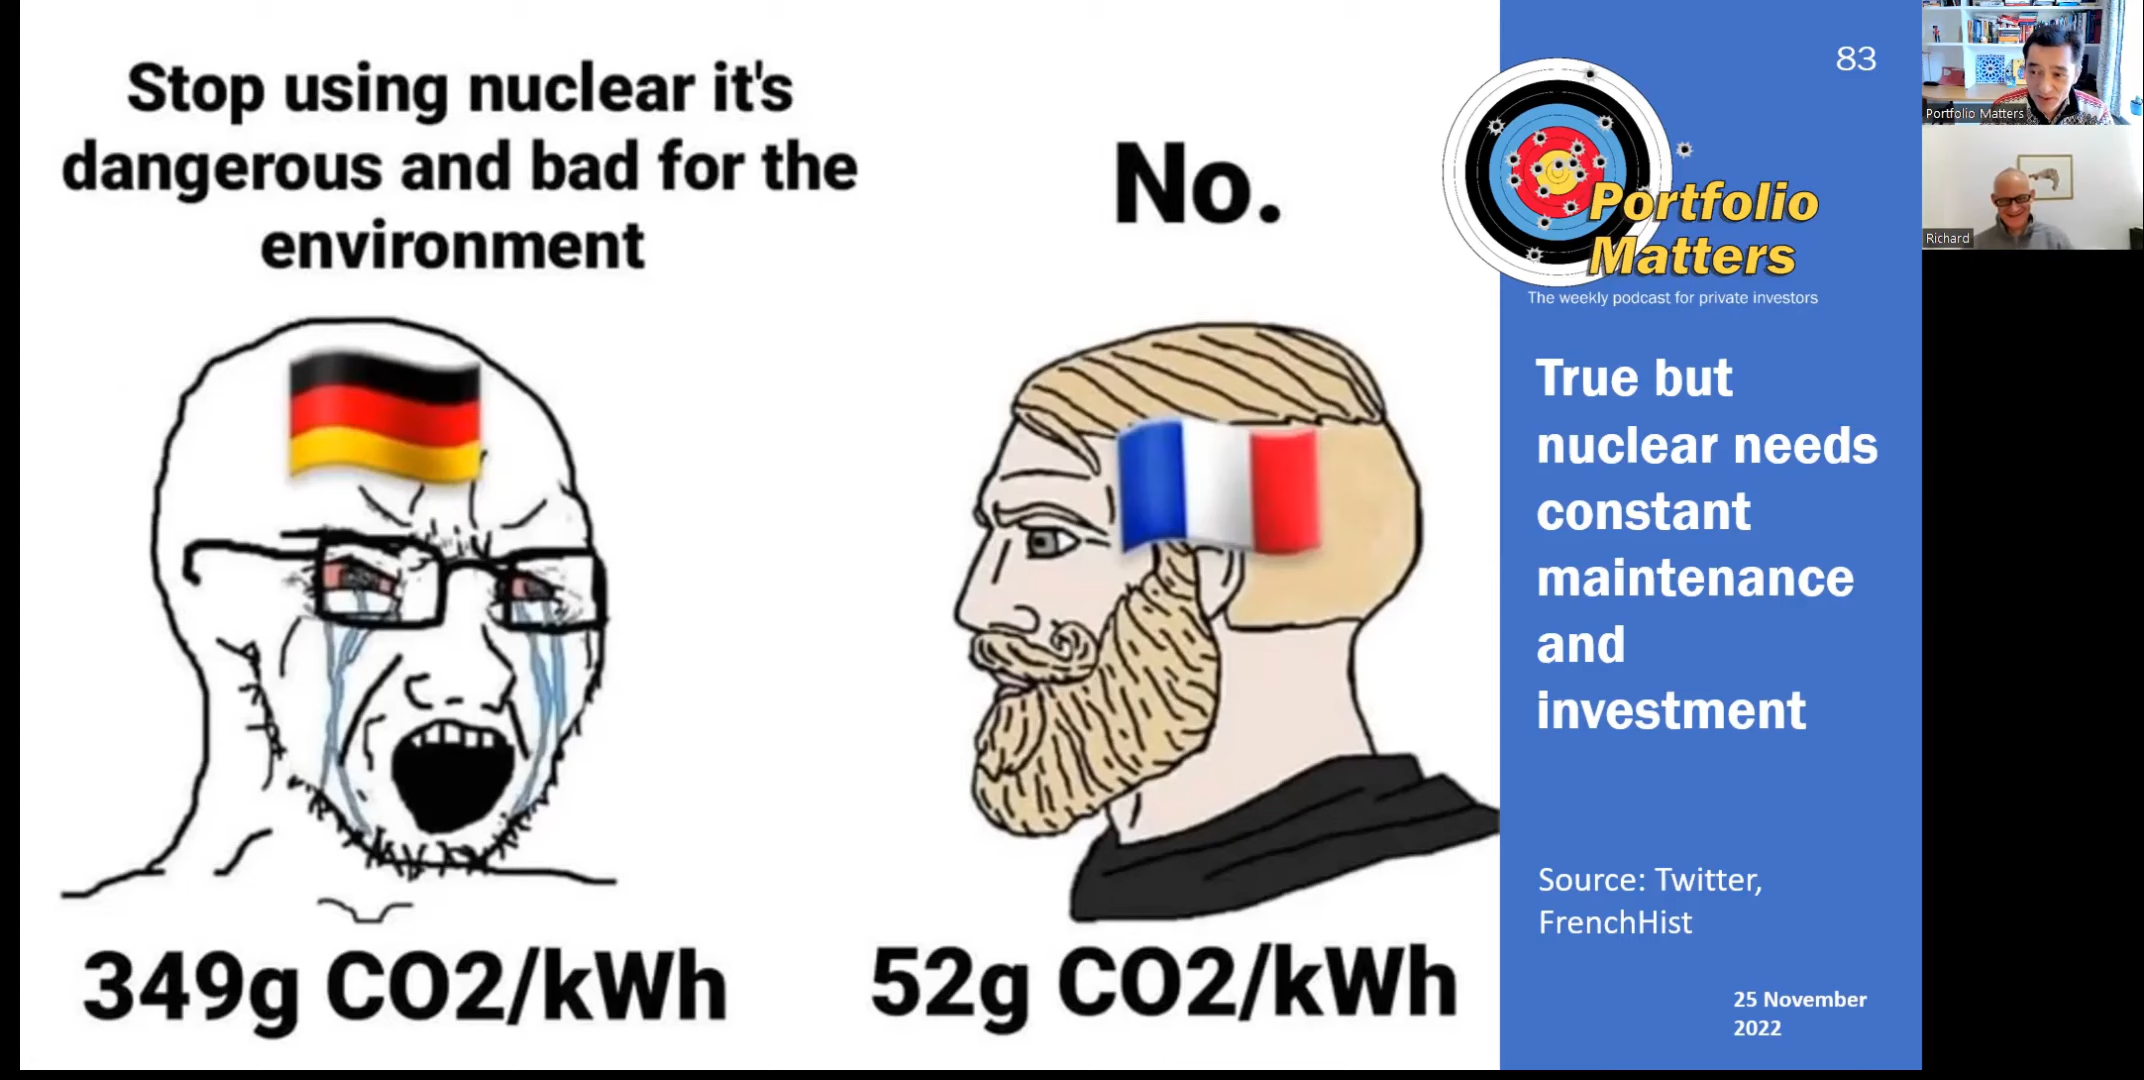 Stop using nuclear it's
dangerous and bad for the
environment
No.
349g CO2/kWh
52g CO2/kWh
83
Portfolio
Matters
The weekly podcast for private investors
True but
nuclear needs
constant
maintenance
and
investment
Source: Twitter,
FrenchHist
25 November
2022
Portfolio Matters
Richard